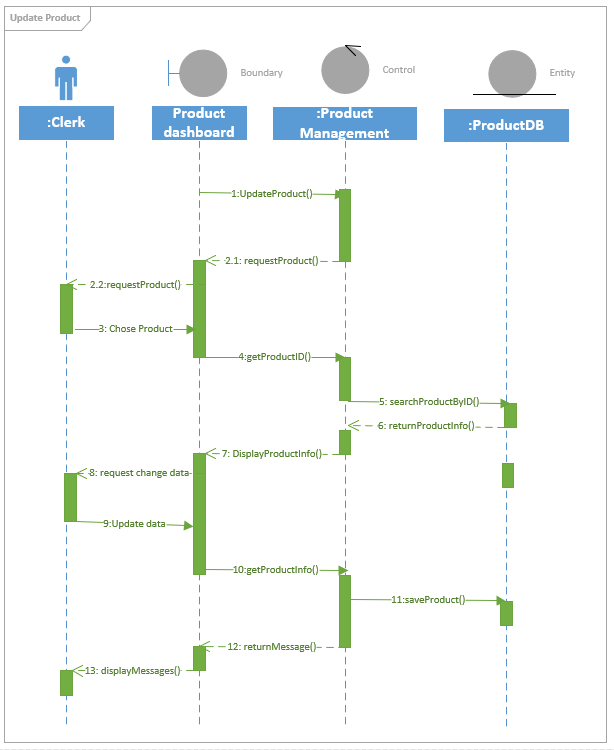 Update Product
Boundary
Control
Entity
:Clerk
Product
dashboard
:Product
Management
:ProductDB
1:UpdateProduct()
2.1: requestProduct()
2.2:requestProduct()
3: Chose Product
4:getProductID()
5: searchProductByID()
6: returnProductInfo()
7: DisplayProductInfo()
8: request change data
9:Update data
10:getProductInfo()
11:saveProduct()
12: returnMessage()
13: displayMessages()